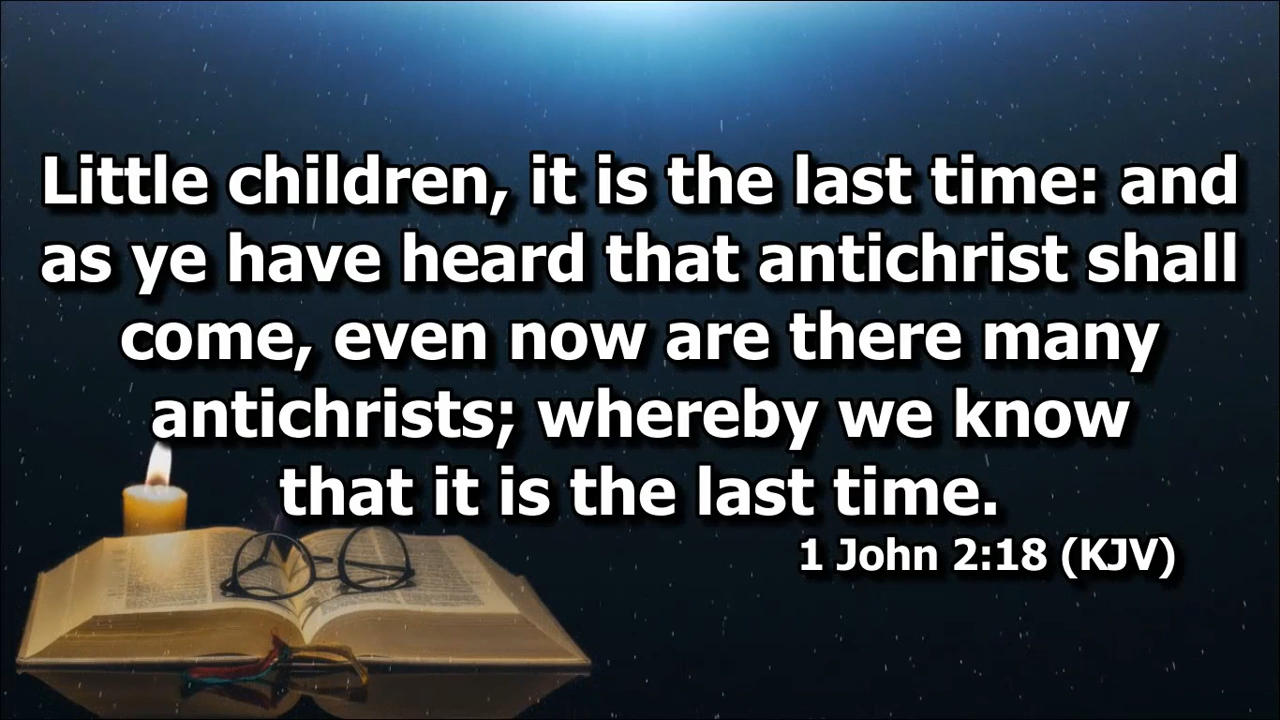 Little children, it is the last time: and
as ye have heard that antichrist shall
come, even now are there many
antichrists; whereby we know
that it is the last time.
1 John 2:18 (KJV)